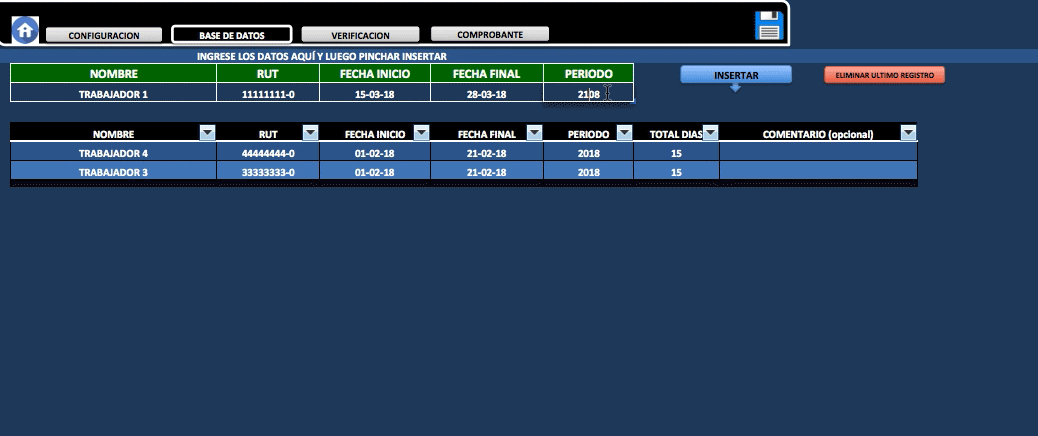 CONFIGURACION BASE DE DATOS VERIFICACION COMPROBANTE
INGRESE LOS DATOS AQUÍ Y LUEGO PINCHAR INSERTAR
NOMBRE RUT FECHA INICIO FECHA FINAL PERIODO INSERTAR ELIMINAR ULTIMO REGISTRO
TRABAJADOR 1 11111111-0 15-03-18 28-03-18 2108
NOMBRE RUT FECHA INICIO FECHA FINAL PERIODO TOTAL DIAS COMENTARIO (opcional)
TRABAJADOR 4 44444444-0 01-02-18 21-02-18 2018 15
TRABAJADOR 3 33333333-0 01-02-18 21-02-18 2018 15